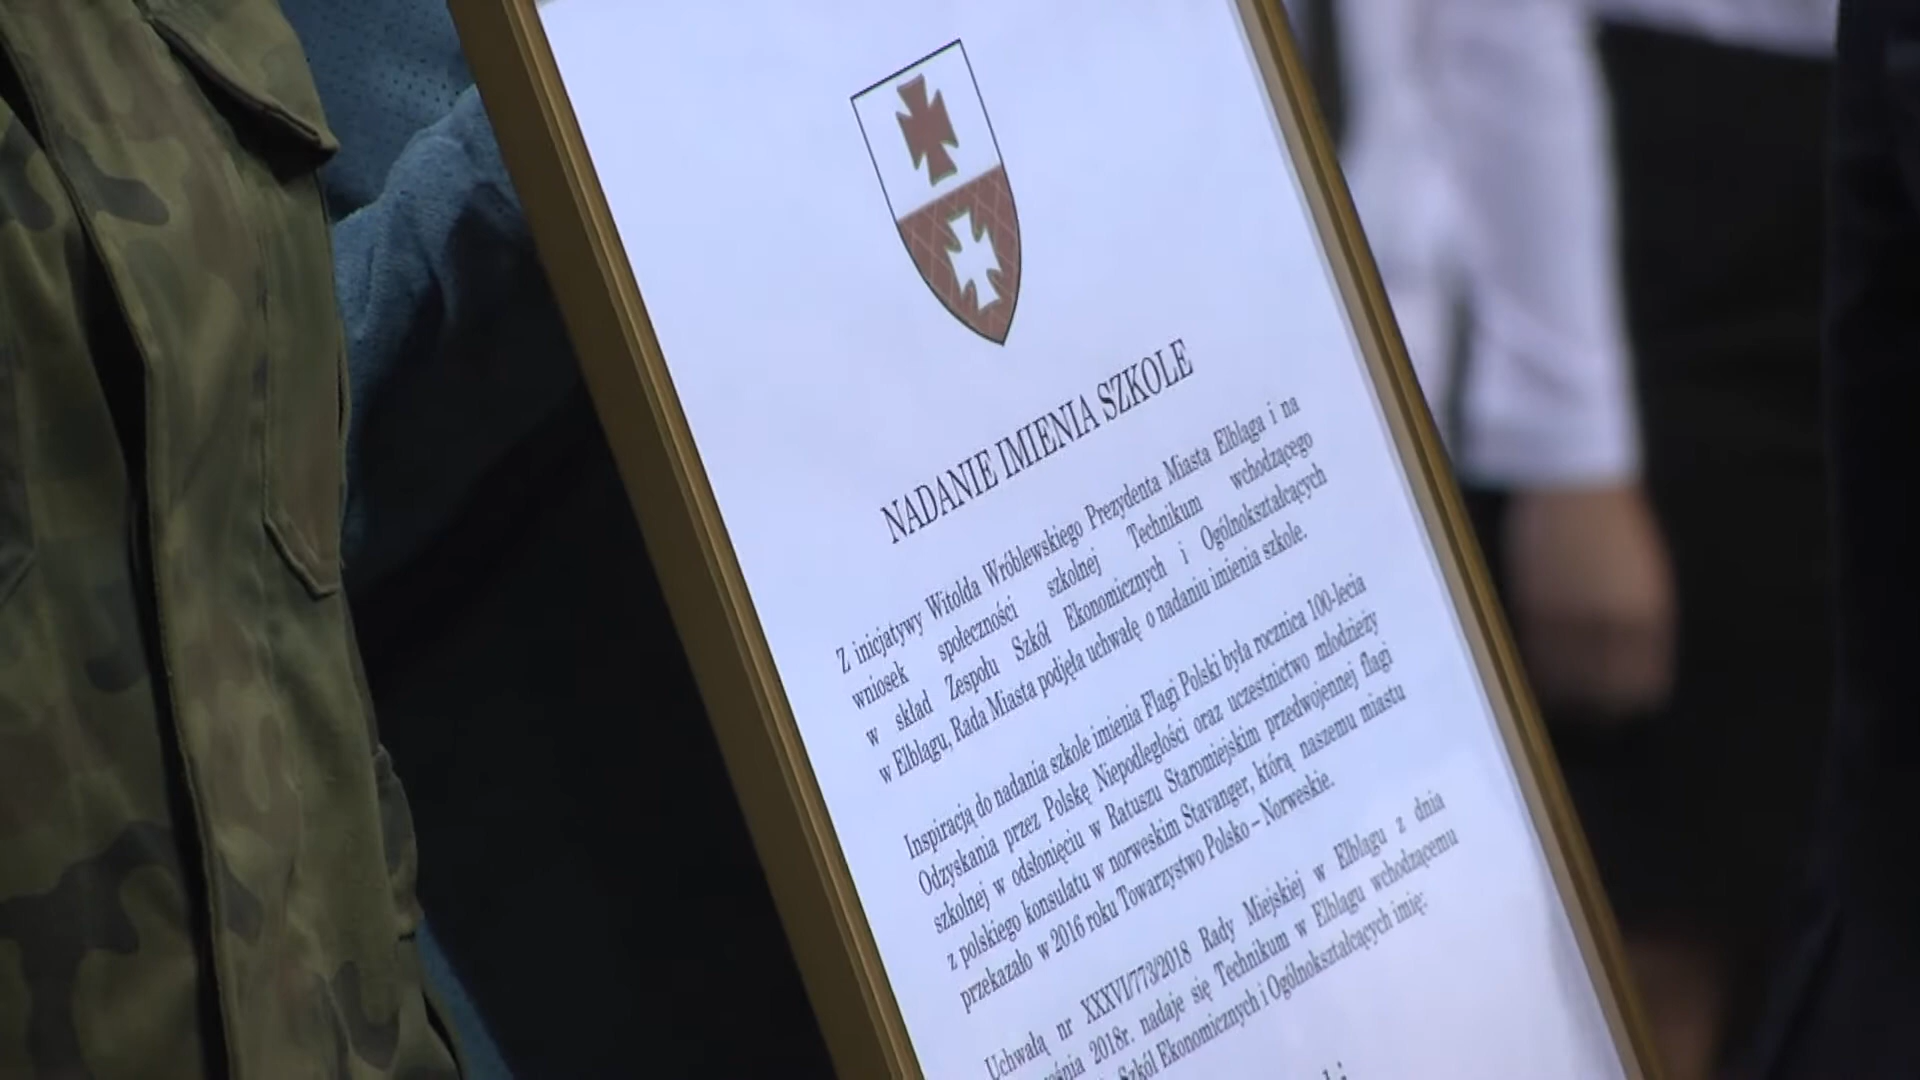 NADANIE IMIENIA SZKOLE
Z inicjatywy Witolda Wróblewskiego Prezydenta Miasta Elbląga i na
wniosek społeczności szkolnej Technikum wchodzącego
w skład Zespołu Szkół Ekonomicznych i Ogólnokształcących
w Elblągu, Rada Miasta podjęła uchwałę o nadaniu imienia szkole.
Inspiracją do nadania szkole imienia Flagi Polski była rocznica 100-lecia
Odzyskania przez Polskę Niepodległości oraz uczestnictwo młodzieży
szkolnej w odsłonięciu w Ratuszu Staromiejskim przedwojennej flagi
z polskiego konsulatu w norweskim Stavanger, którą naszemu miastu
przekazało w 2016 roku Towarzystwo Polsko – Norweskie.
Uchwałą nr XXXVI/773/2018 Rady Miejskiej w Elblągu z dnia
2018r. nadaje się Technikum w Elblągu wchodzącemu
Szkół Ekonomicznych i Ogólnokształcących imię: